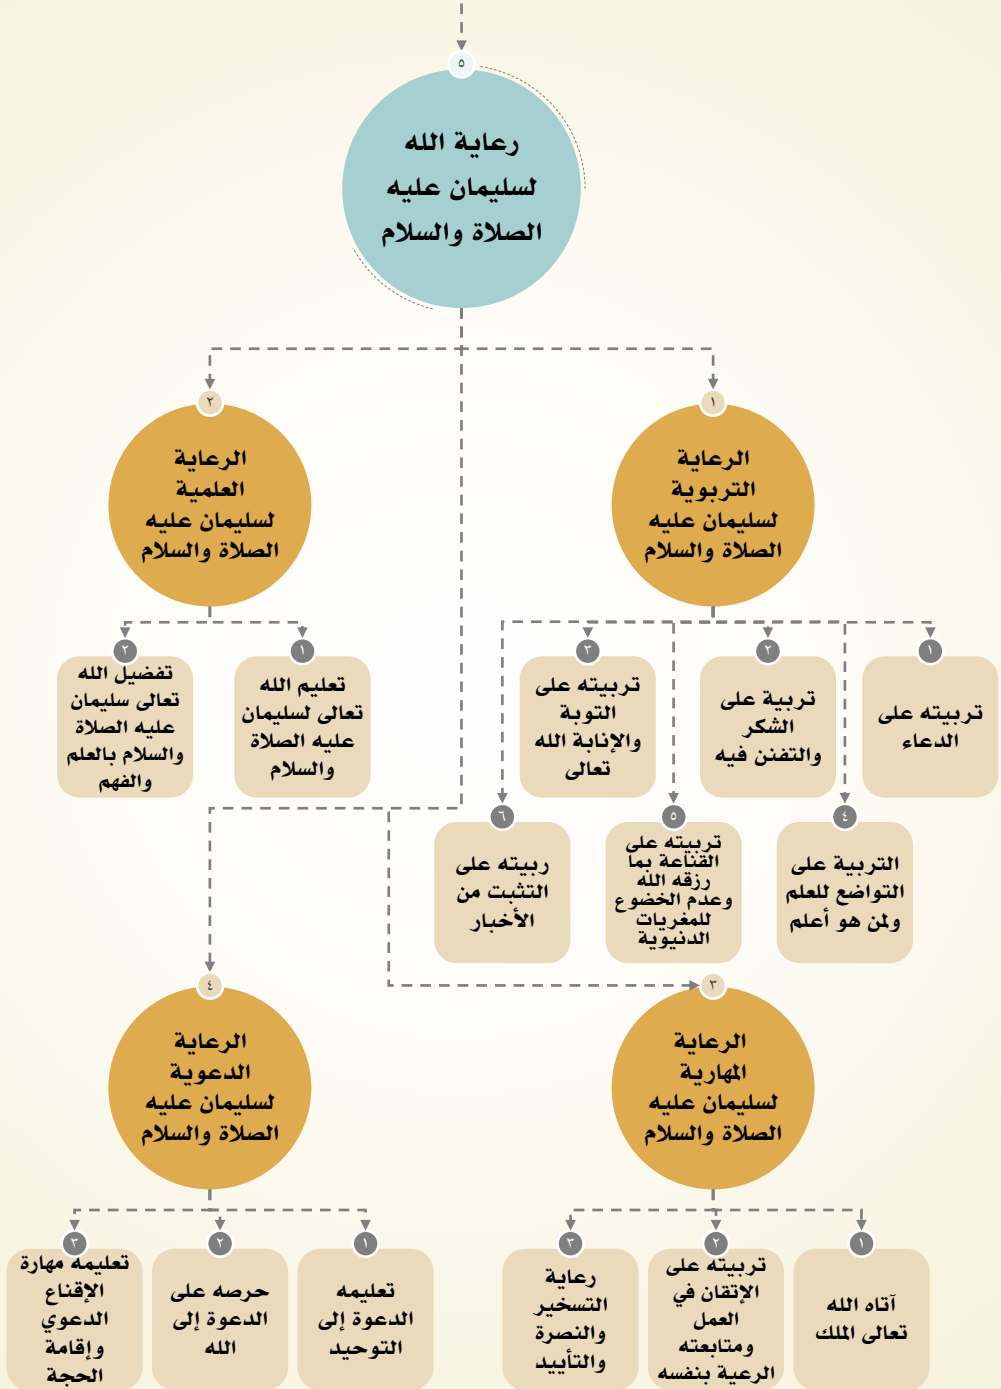 ٥
رعاية الله
لسليمان عليه
الصلاة والسلام
١
الرعاية
التربوية
لسليمان عليه
الصلاة والسلام
١
تربيته على
الدعاء
٢
تربية على
الشكر
والتفنن فيه
٣
تربيته على
التوبة
والإنابة الله
تعالى
٤
التربية على
التواضع للعلم
ولمن هو أعلم
٥
تربيته على
القناعة بما
رزقه الله
وعدم الخضوع
للمغريات
الدنيوية
٦
ربيته على
التثبت من
الأخبار
٢
الرعاية
العلمية
لسليمان عليه
الصلاة والسلام
١
تعليم الله
تعالى لسليمان
عليه الصلاة
والسلام
٢
تفضيل الله
تعالى سليمان
عليه الصلاة
والسلام بالعلم
والفهم
٣
الرعاية
المهارية
لسليمان عليه
الصلاة والسلام
١
آتاه الله
تعالى الملك
٢
تربيته على
الإتقان في
العمل
ومتابعته
الرعية بنفسه
٣
رعاية
التسخير
والنصرة
والتأييد
٤
الرعاية
الدعوية
لسليمان عليه
الصلاة والسلام
١
تعليمه
الدعوة إلى
التوحيد
٢
حرصه على
الدعوة إلى
الله
٣
تعليمه مهارة
الإقناع
الدعوي
وإقامة
الحجة